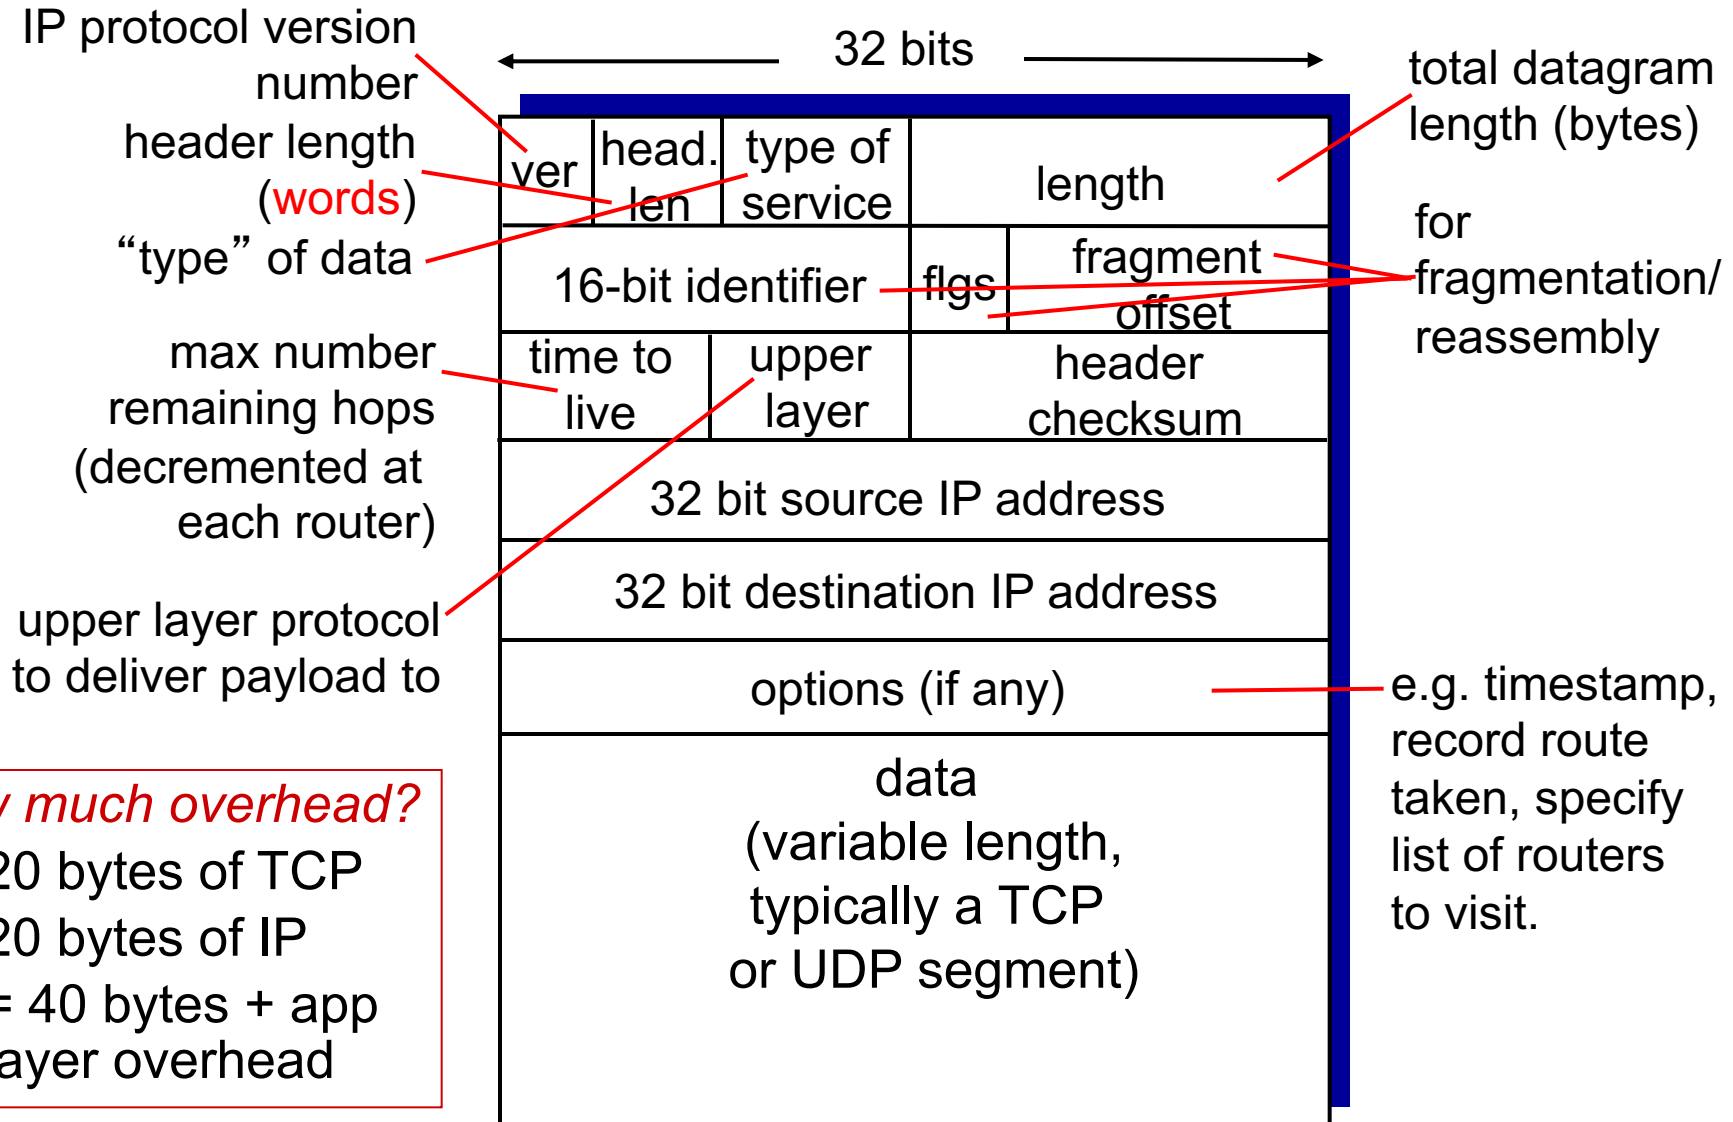 IP protocol version
number
header length
(words)
“type” of data
max number
remaining hops
(decremented at
each router)
upper layer protocol
to deliver payload to
much overhead?
20 bytes of TCP
20 bytes of IP
= 40 bytes + app
overhead
32 bits
ver
head.
len
type of
service
length
16-bit identifier
flgs
fragment
offset
time to
live
upper
layer
header
checksum
32 bit source IP address
32 bit destination IP address
options (if any)
data
(variable length,
typically a TCP
or UDP segment)
total datagram
length (bytes)
for
fragmentation/
reassembly
e.g. timestamp,
record route
taken, specify
list of routers
to visit.